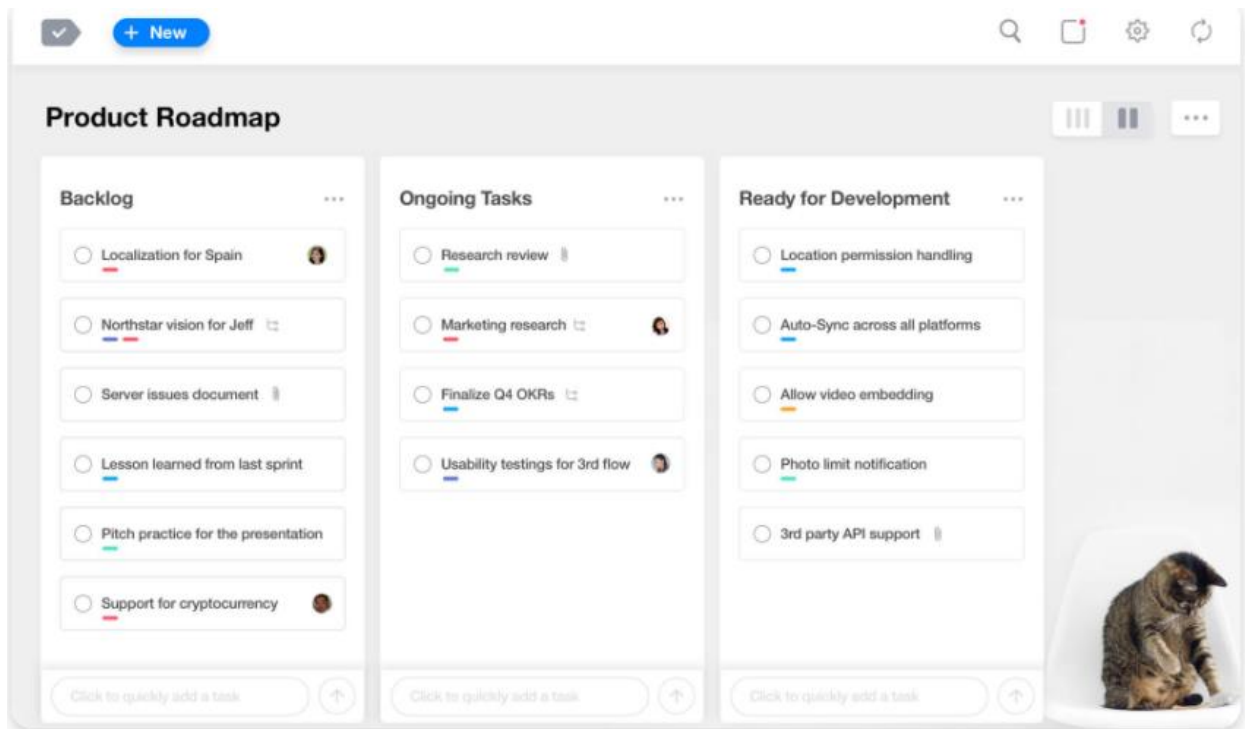 + New
Product Roadmap
Backlog
Localization for Spain
Northstar vision for Jeff
Server issues document
Lesson learned from last sprint
Pitch practice for the presentation
Support for cryptocurrency
Click to quickly add a task
Ongoing Tasks
Research review
Marketing research
Finalize Q4 OKRs
Usability testings for 3rd flow
Click to quickly add a task
Ready for Development
Location permission handling
Auto-Sync across all platforms
Allow video embedding
Photo limit notification
3rd party API support
Click to quickly add a task